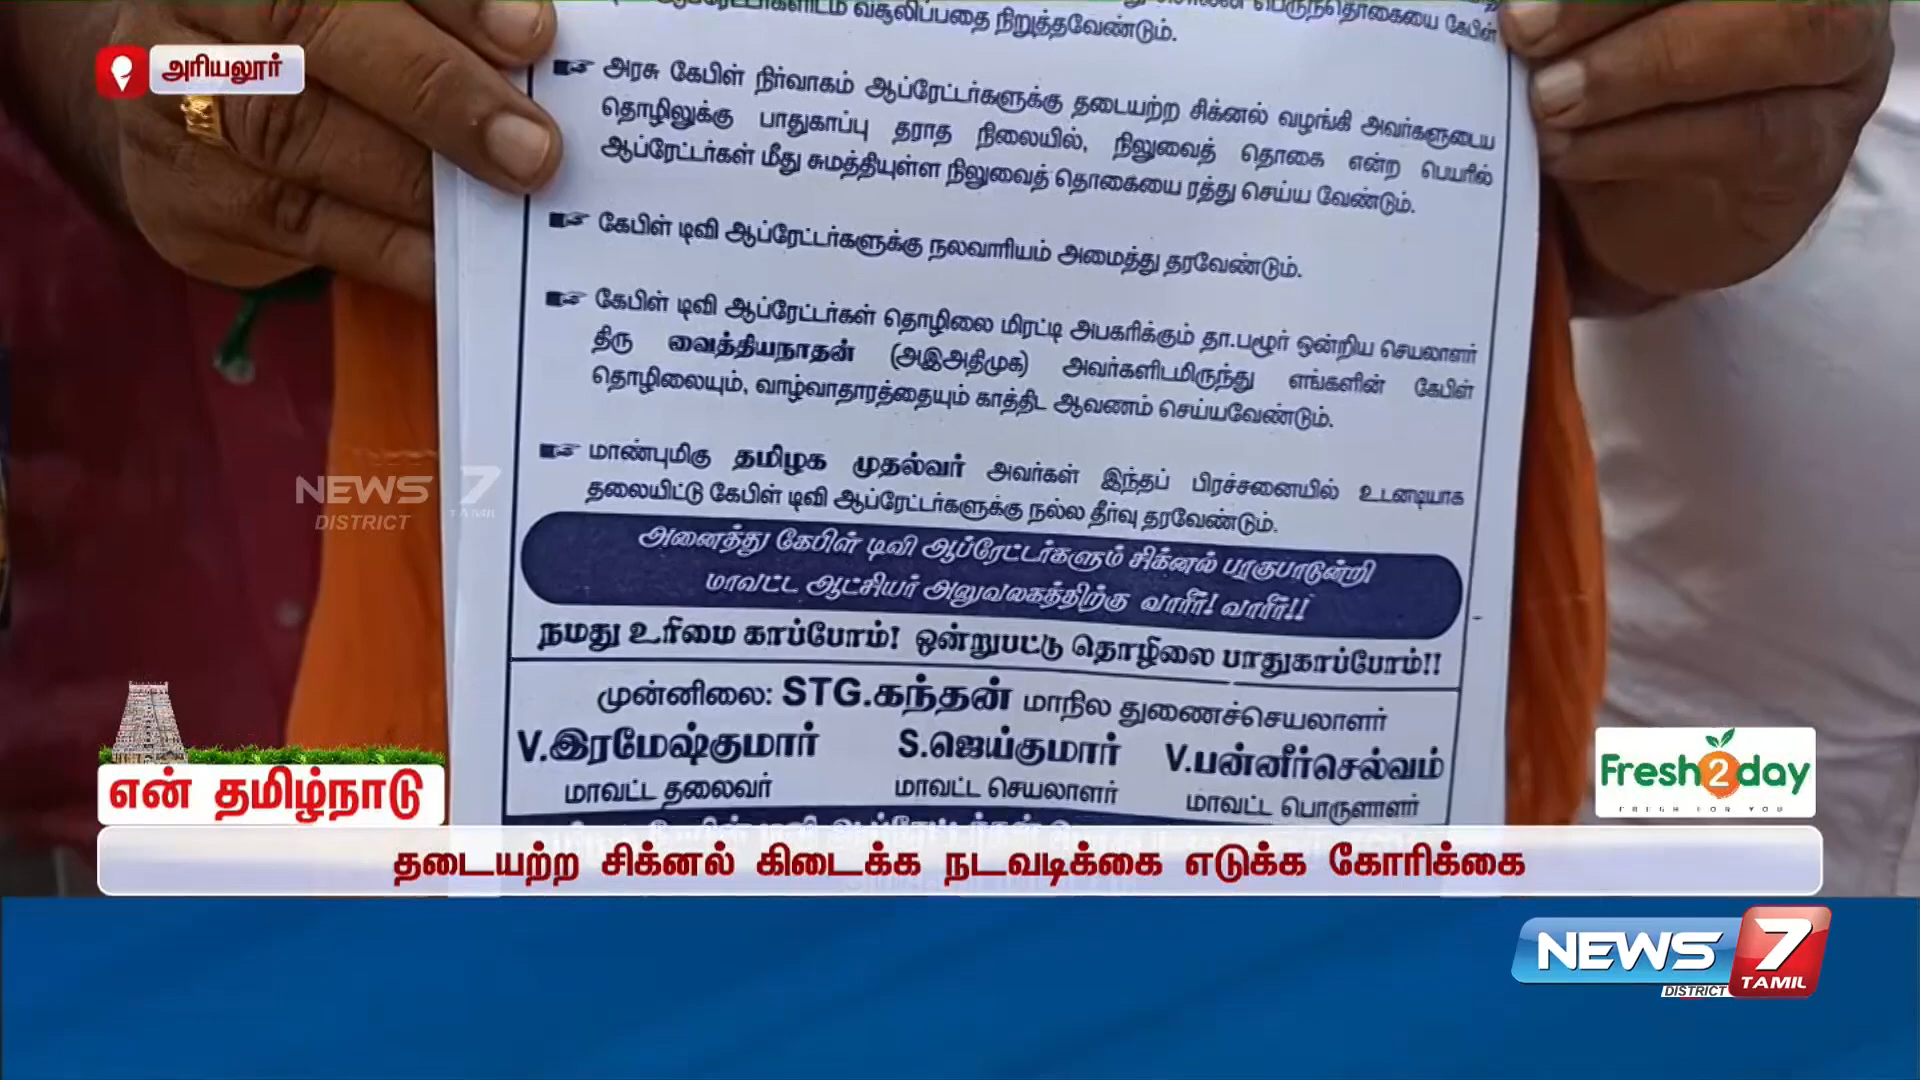 அரியலூர்
வசூலிப்பதை நிறுத்தவேண்டும்.
பெருந்தொகையை கேபிள்
அரசு கேபிள் நிர்வாகம் ஆப்ரேட்டர்களுக்கு தடையற்ற சிக்னல் வழங்கி அவர்களுடைய
தொழிலுக்கு பாதுகாப்பு தராத நிலையில், நிலுவைத் தொகை என்ற பெயரில்
ஆப்ரேட்டர்கள் மீது சுமத்தியுள்ள நிலுவைத் தொகையை ரத்து செய்ய வேண்டும்.
கேபிள் டிவி ஆப்ரேட்டர்களுக்கு நலவாரியம் அமைத்து தரவேண்டும்.
கேபிள் டிவி ஆப்ரேட்டர்கள் தொழிலை மிரட்டி அபகரிக்கும் தா.பழூர் ஒன்றிய செயலாளர்
திரு வைத்தியநாதன் (அஇஅதிமுக) அவர்களிடமிருந்து எங்களின் கேபிள்
தொழிலையும், வாழ்வாதாரத்தையும் காத்திட ஆவணம் செய்யவேண்டும்.
மாண்புமிகு தமிழக முதல்வர் அவர்கள் இந்தப் பிரச்சனையில் உடனடியாக
தலையிட்டு கேபிள் டிவி ஆப்ரேட்டர்களுக்கு நல்ல தீர்வு தரவேண்டும்.
அனைத்து கேபிள் டிவி ஆப்ரேட்டர்களும் சிக்னல் பாகுபாடுன்றி
மாவட்ட ஆட்சியர் அலுவலகத்திற்கு வாரீர்! வாரீர்!!
நமது உரிமை காப்போம்! ஒன்றுபட்டு தொழிலை பாதுகாப்போம்!!
முன்னிலை: STG.கந்தன் மாநில துணைச்செயலாளர்
V.இரமேஷ்குமார் S.ஜெய்குமார் V.பன்னீர்செல்வம்
மாவட்ட தலைவர் மாவட்ட செயலாளர் மாவட்ட பொருளாளர்
NEWS 7
DISTRICT TAMIL
என் தமிழ்நாடு
Fresh2day
FRESH FOR YOU
தடையற்ற சிக்னல் கிடைக்க நடவடிக்கை எடுக்க கோரிக்கை
NEWS 7
DISTRICT TAMIL